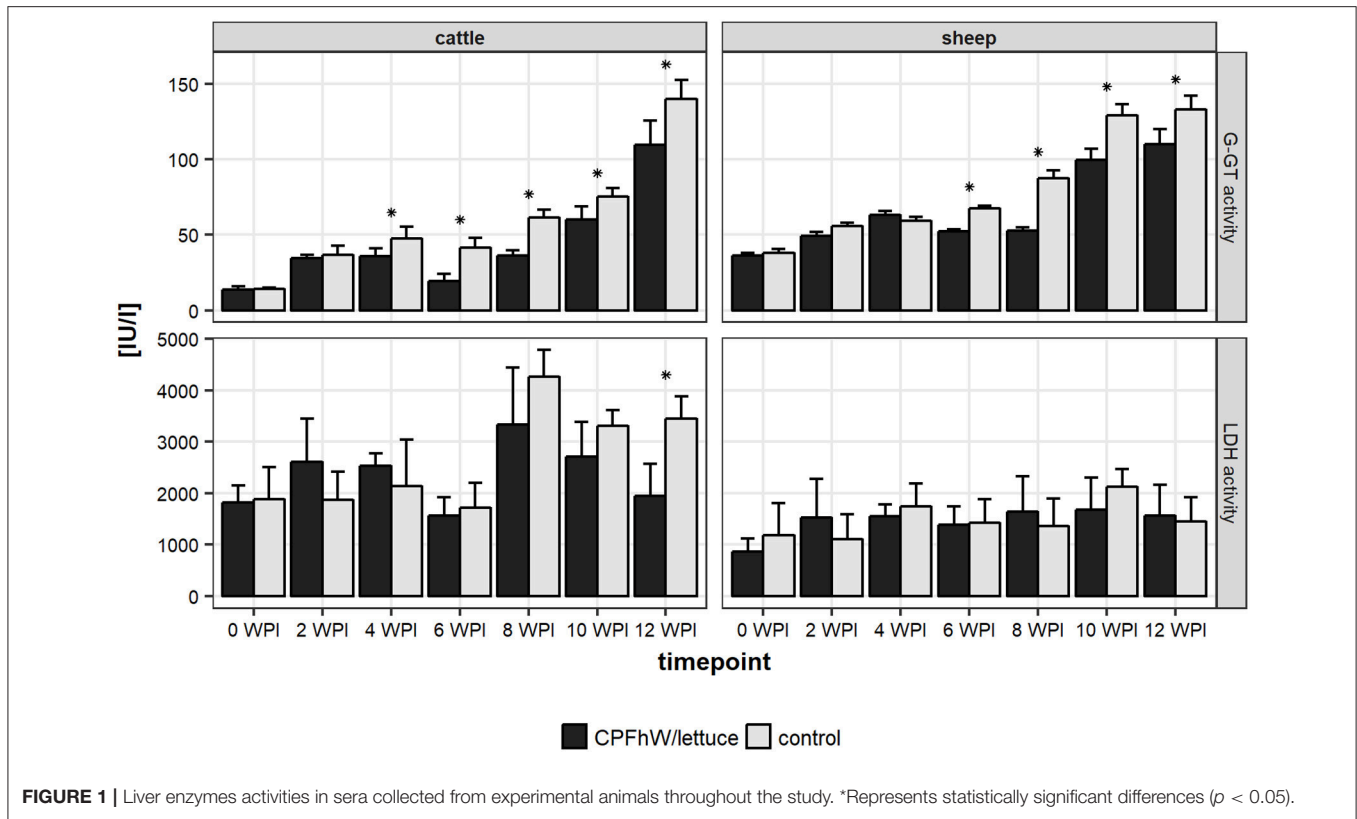 cattle
sheep
150
100
50
0
G-GT activity
[IU/l]
5000
4000
3000
2000
1000
0
LDH activity
0 WPI 2 WPI 4 WPI 6 WPI 8 WPI 10 WPI 12 WPI
0 WPI 2 WPI 4 WPI 6 WPI 8 WPI 10 WPI 12 WPI
timepoint
CPFhW/lettuce control
FIGURE 1 | Liver enzymes activities in sera collected from experimental animals throughout the study. *Represents statistically significant differences (p < 0.05).